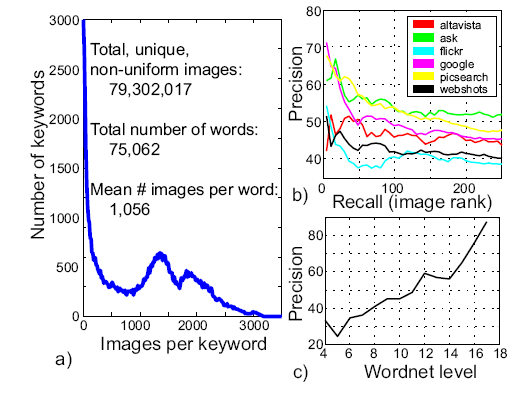 3000
2500
2000
1500
1000
500
0
Number of keywords
Total, unique,
non-uniform images:
79,302,017
Total number of words:
75,062
Mean # images per word:
1,056
0 1000 2000 3000
Images per keyword
a)
80
70
60
50
40
Precision
altavista
ask
flickr
google
picsearch
webshots
0 100 200
Recall (image rank)
b)
80
60
40
20
Precision
4 6 8 10 12 14 16 18
Wordnet level
c)